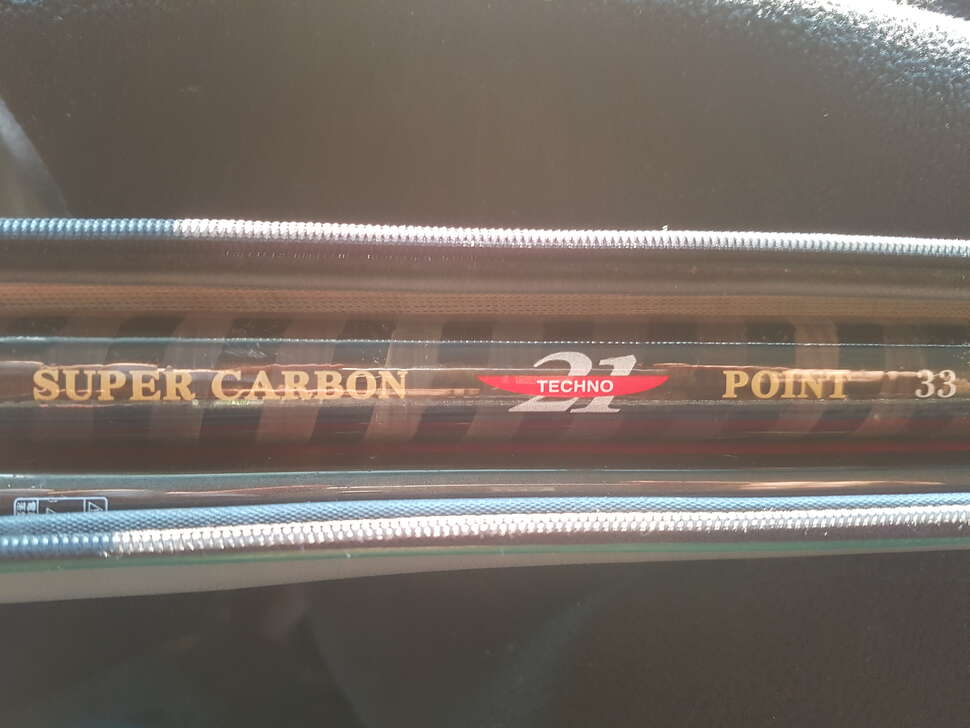 SUPER CARBON 21 TECHNO POINT 33